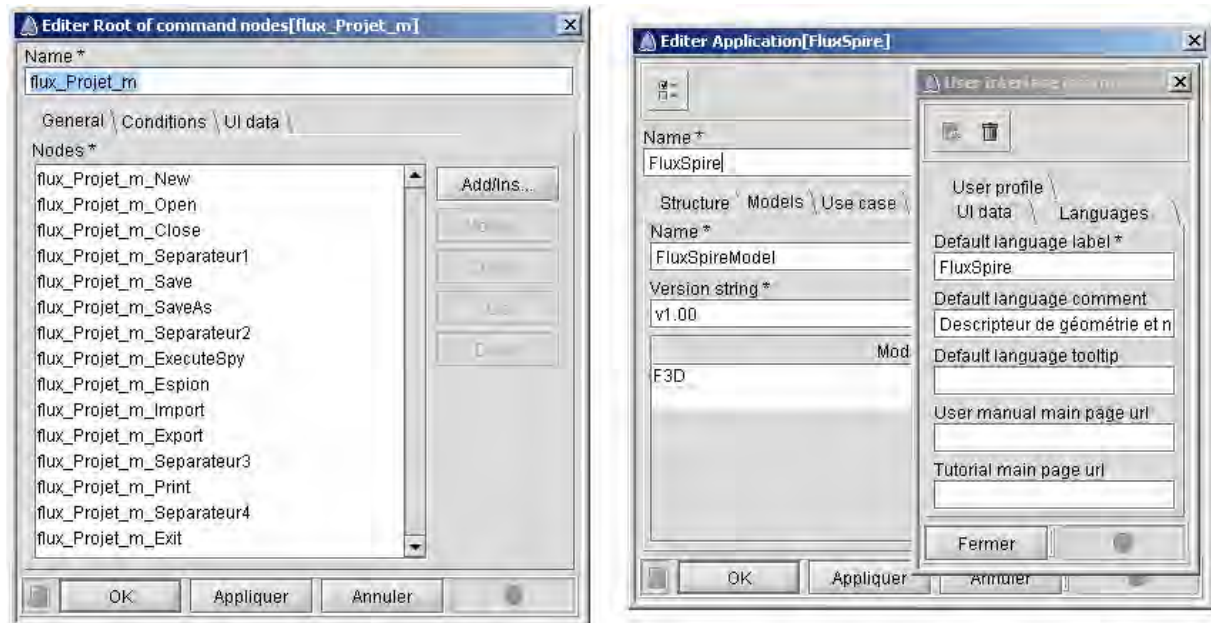 Editer Root of command nodes[flux_Projet_m]
Name *
flux_Projet_m
General Conditions UI data
Nodes *
flux_Projet_m_New
flux_Projet_m_Open
flux_Projet_m_Close
flux_Projet_m_Separateur1
flux_Projet_m_Save
flux_Projet_m_SaveAs
flux_Projet_m_Separateur2
flux_Projet_m_ExecuteSpy
flux_Projet_m_Espion
flux_Projet_m_Import
flux_Projet_m_Export
flux_Projet_m_Separateur3
flux_Projet_m_Print
flux_Projet_m_Separateur4
flux_Projet_m_Exit
Add/Ins...
OK Appliquer Annuler
Editer Application[FluxSpire]
Name *
FluxSpire
Structure Models Use case
Name *
FluxSpireModel
Version string *
v1.00
Mod
F3D
OK Appliquer Annuler
User interface
User profile
UI data Languages
Default language label *
FluxSpire
Default language comment
Descripteur de géométrie et n
Default language tooltip
User manual main page url
Tutorial main page url
Fermer